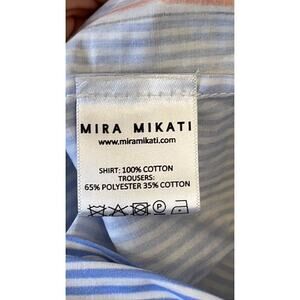 MIRA MIKATI
www.miramikati.com
SHIRT: 100% COTTON
TROUSERS:
65% POLYESTER 35% COTTON
P